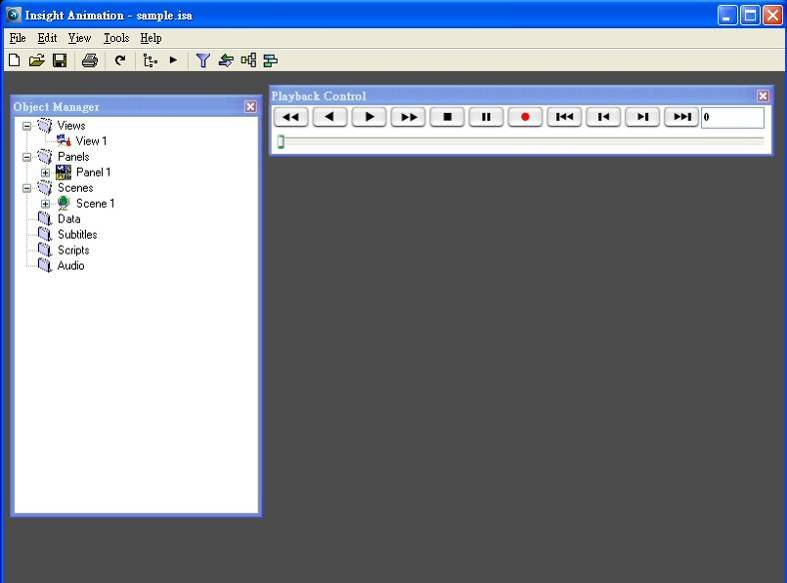 Insight Animation - sample.isa
File Edit View Tools Help
Object Manager
Views
View 1
Panels
Panel 1
Scenes
Scene 1
Data
Subtitles
Scripts
Audio
Playback Control
0